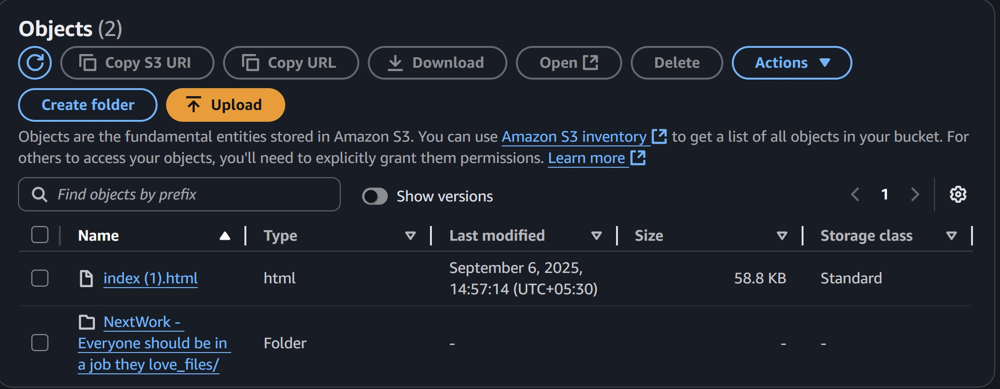 Objects (2)
Copy S3 URI
Copy URL
Download
Open
Delete
Actions
Create folder
Upload
Objects are the fundamental entities stored in Amazon S3. You can use Amazon S3 inventory to get a list of all objects in your bucket. For
others to access your objects, you'll need to explicitly grant them permissions. Learn more
Find objects by prefix
Show versions
1
Name
Type
Last modified
Size
Storage class
index (1).html
html
September 6, 2025,
14:57:14 (UTC+05:30)
58.8 KB
Standard
NextWork -
Everyone should be in
a job they love_files/
Folder
-
-
-